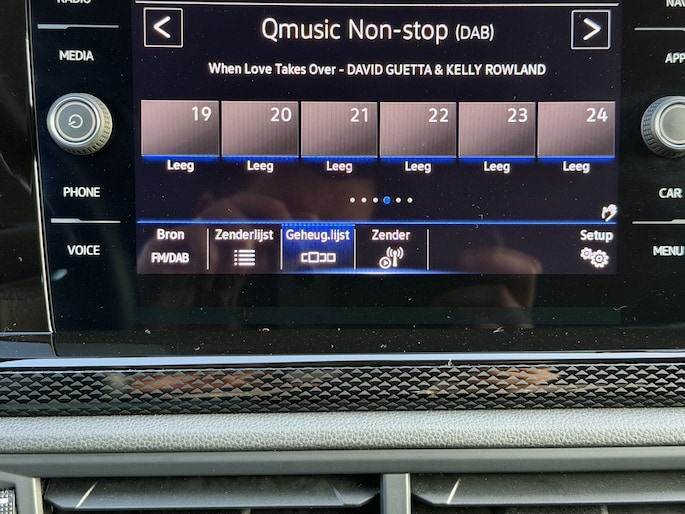 RADIO
NAV
< Qmusic Non-stop (DAB) >
MEDIA
APP
When Love Takes Over - DAVID GUETTA & KELLY ROWLAND
19 20 21 22 23 24
Leeg Leeg Leeg Leeg Leeg Leeg
PHONE
CAR
Bron Zenderlijst Geheug.lijst Zender Setup
VOICE
FM/DAB
MENU